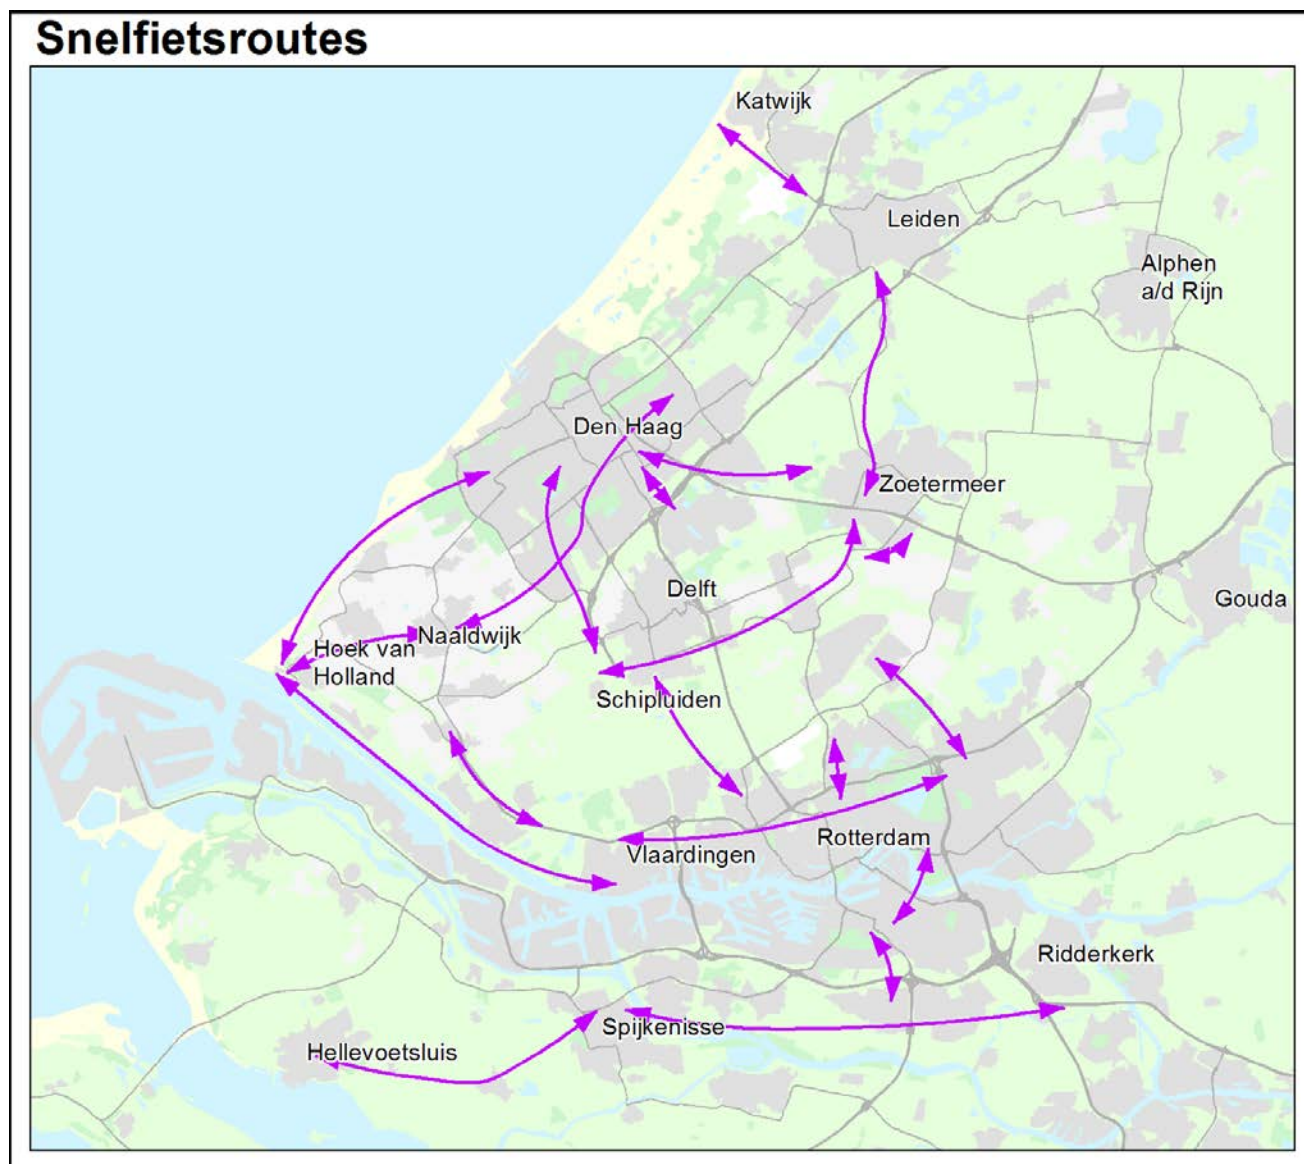 Snelfietsroutes
Katwijk
Leiden
Alphen
a/d Rijn
Den Haag
Zoetermeer
Delft
Gouda
Naaldwijk
Hoek van
Holland
Schipluiden
Rotterdam
Vlaardingen
Ridderkerk
Spijkenisse
Hellevoetsluis